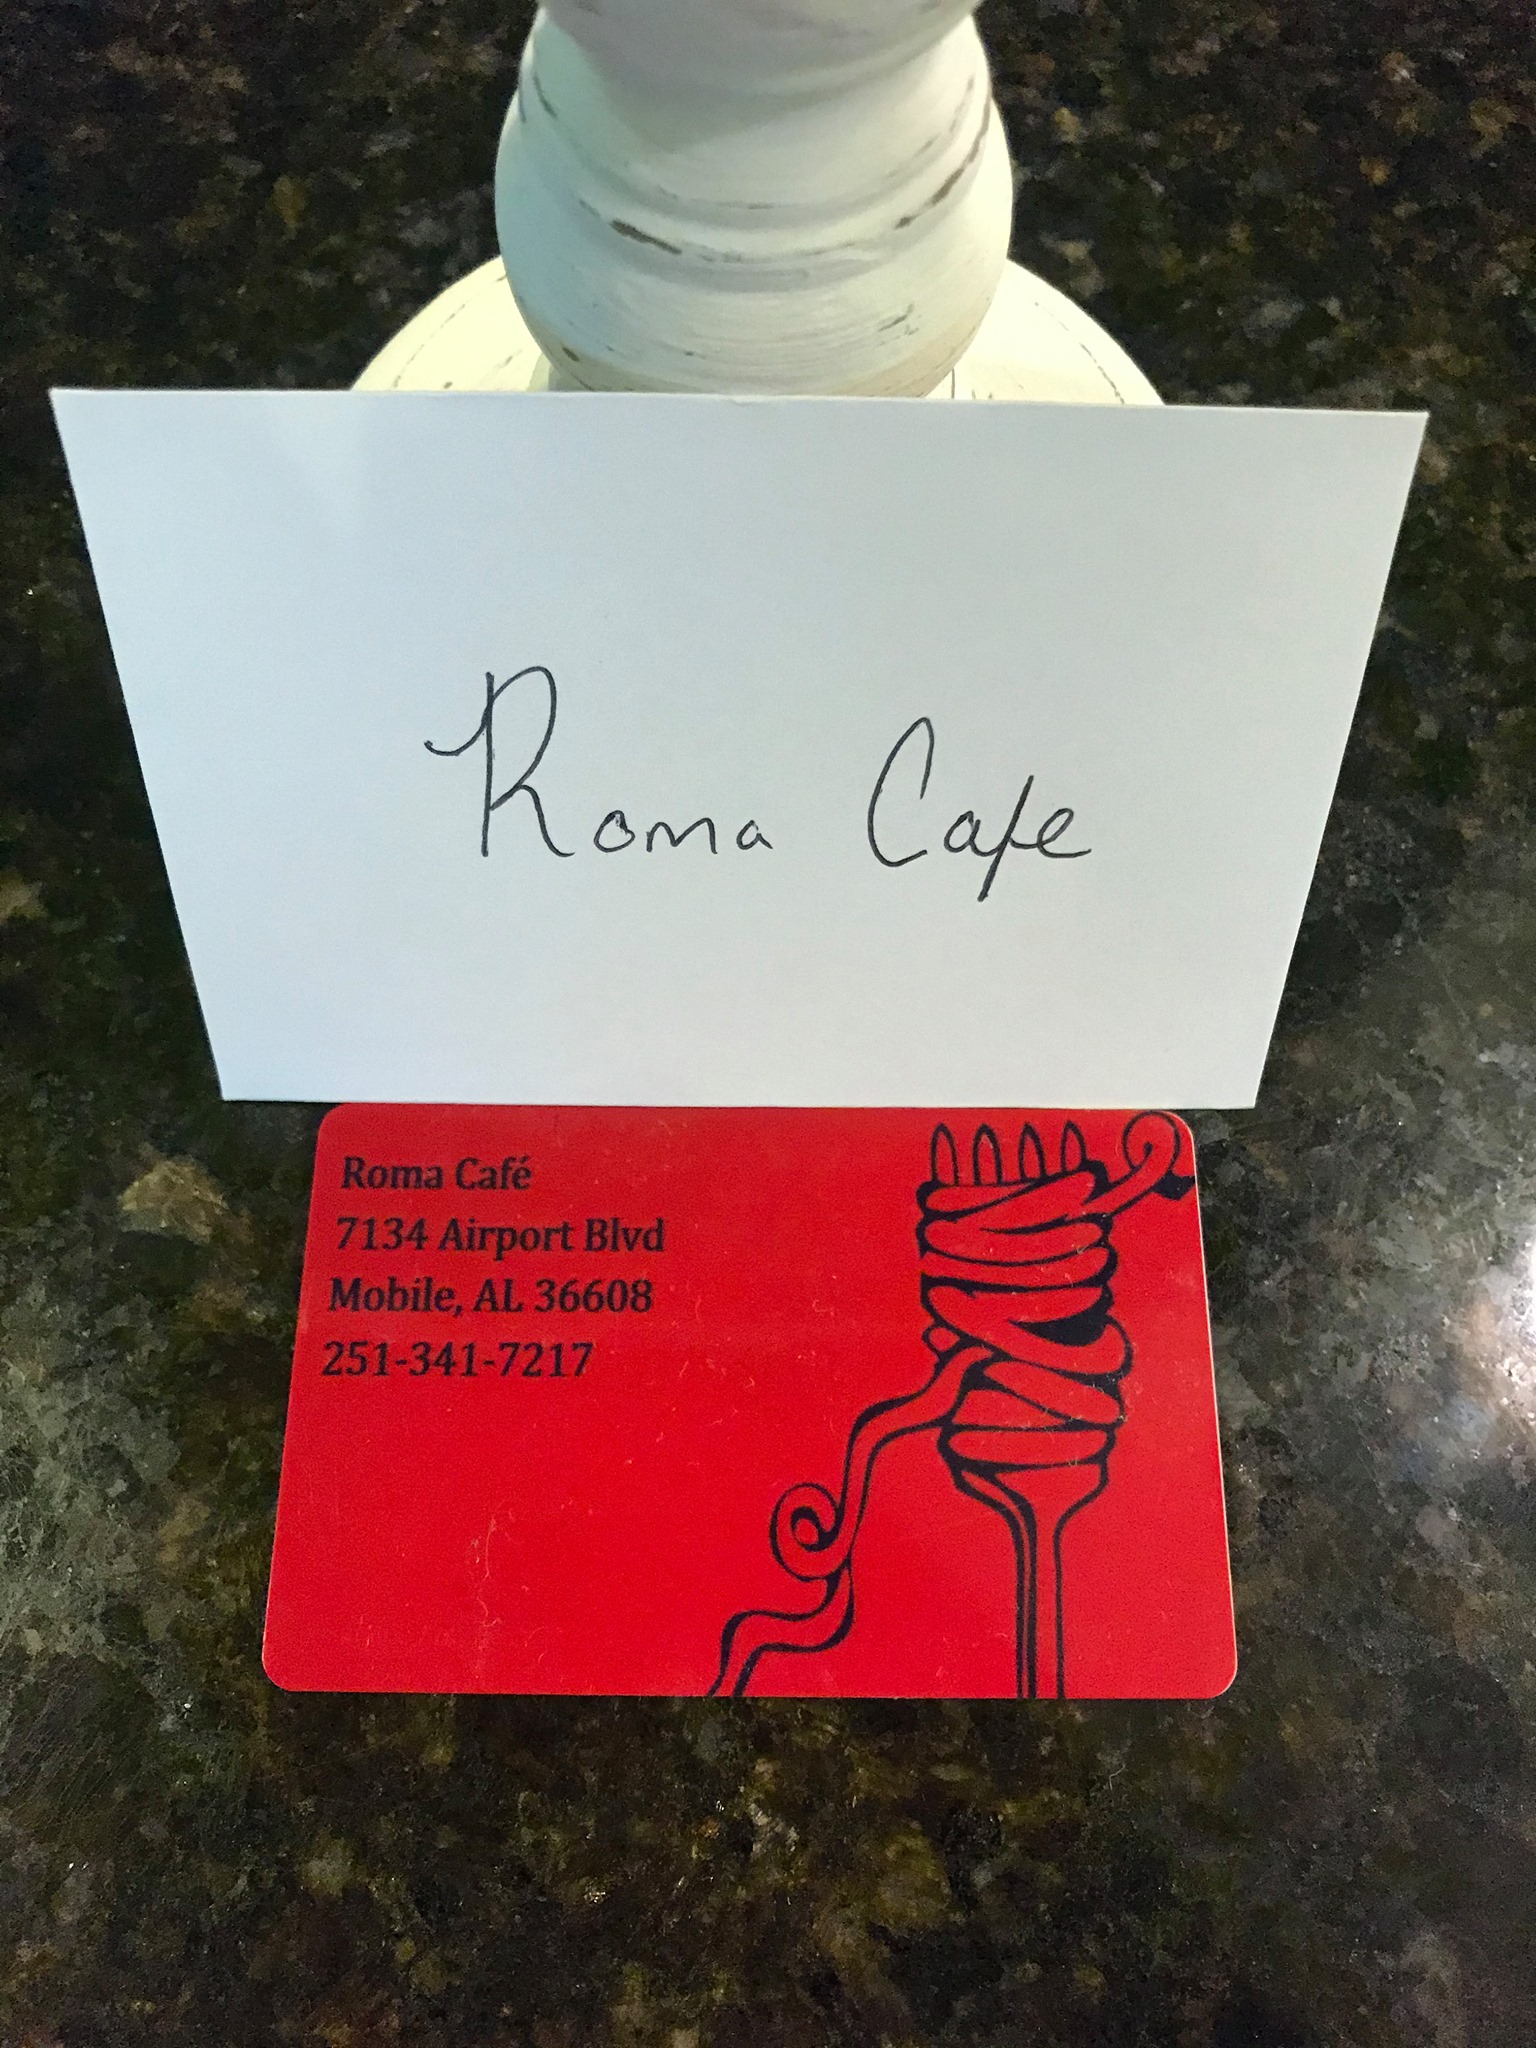 Roma Cafe
Roma Café
7134 Airport Blvd
Mobile, AL 36608
251-341-7217